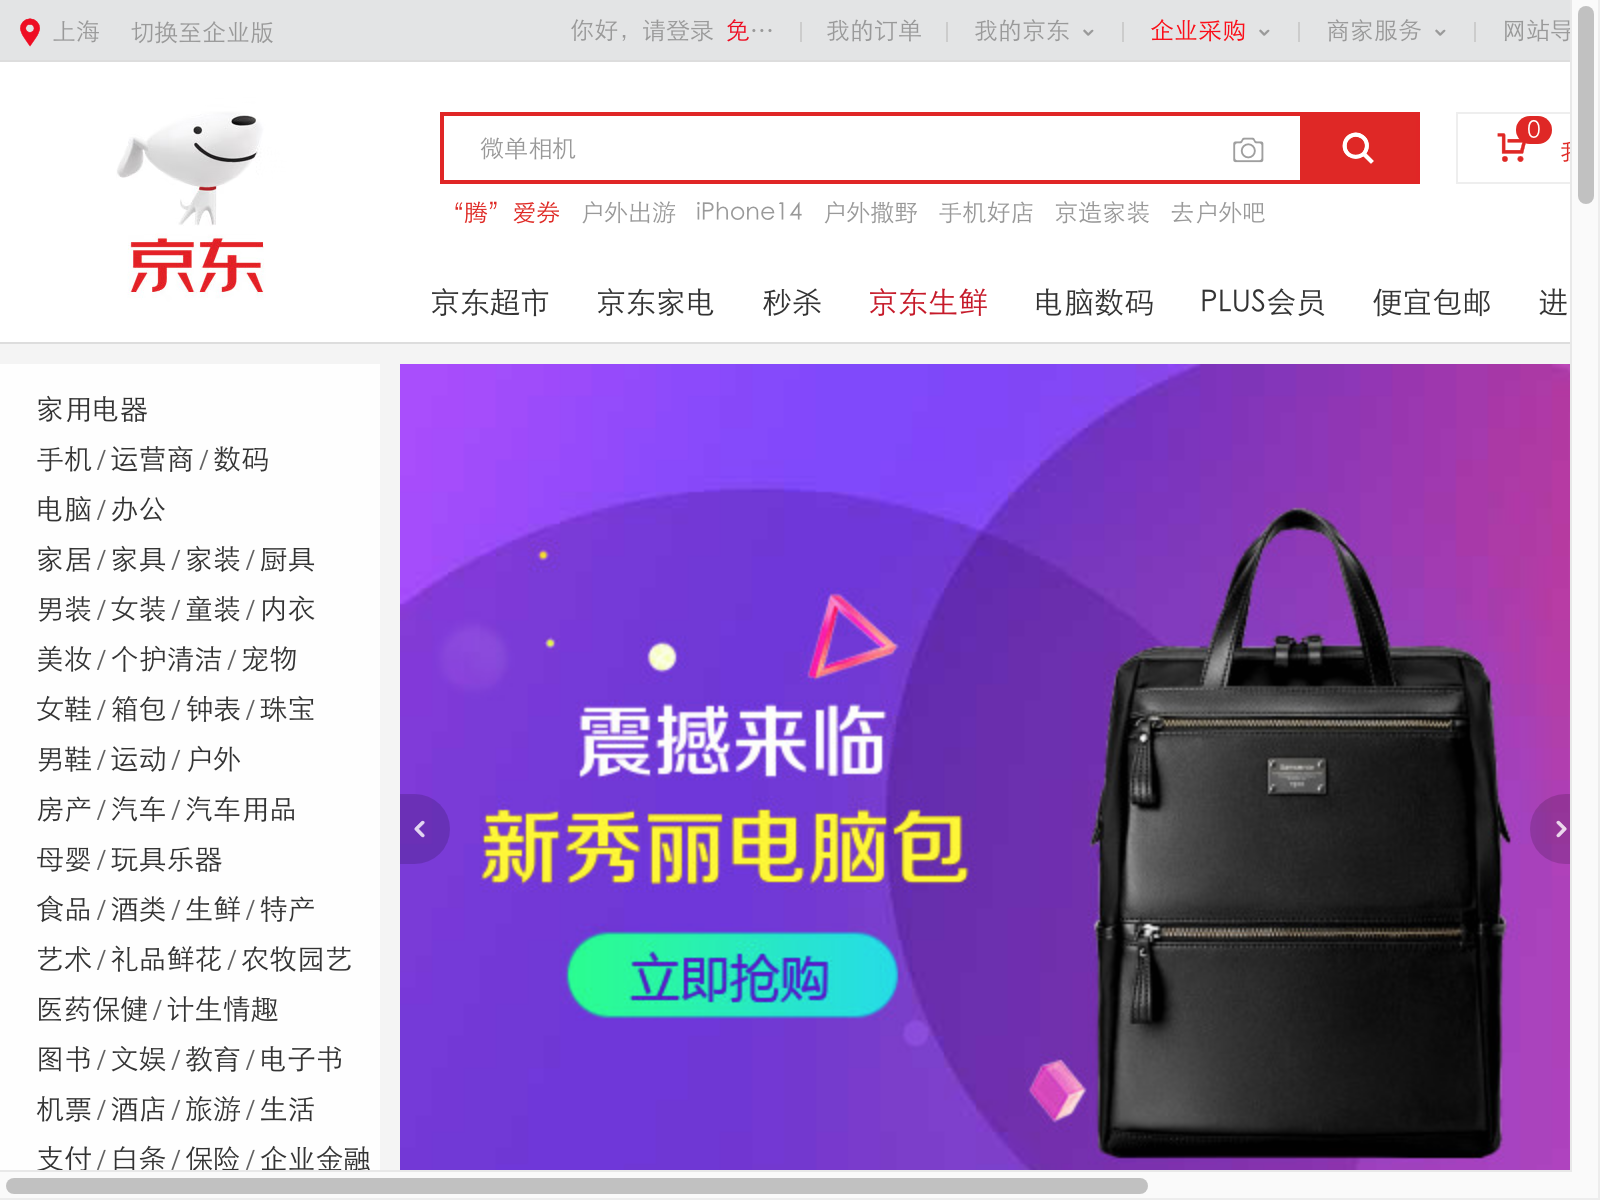 上海 切换至企业版 你好，请登录 免… 我的订单 我的京东 企业采购 商家服务 网站导
微单相机
0
“腾”爱券 户外出游 iPhone14 户外撒野 手机好店 京造家装 去户外吧
京东
京东超市 京东家电 秒杀 京东生鲜 电脑数码 PLUS会员 便宜包邮 进
家用电器
手机 / 运营商 / 数码
电脑 / 办公
家居 / 家具 / 家装 / 厨具
男装 / 女装 / 童装 / 内衣
美妆 / 个护清洁 / 宠物
女鞋 / 箱包 / 钟表 / 珠宝
男鞋 / 运动 / 户外
房产 / 汽车 / 汽车用品
母婴 / 玩具乐器
食品 / 酒类 / 生鲜 / 特产
艺术 / 礼品鲜花 / 农牧园艺
医药保健 / 计生情趣
图书 / 文娱 / 教育 / 电子书
机票 / 酒店 / 旅游 / 生活
支付 / 白条 / 保险 / 企业金融
震撼来临
新秀丽电脑包
立即抢购